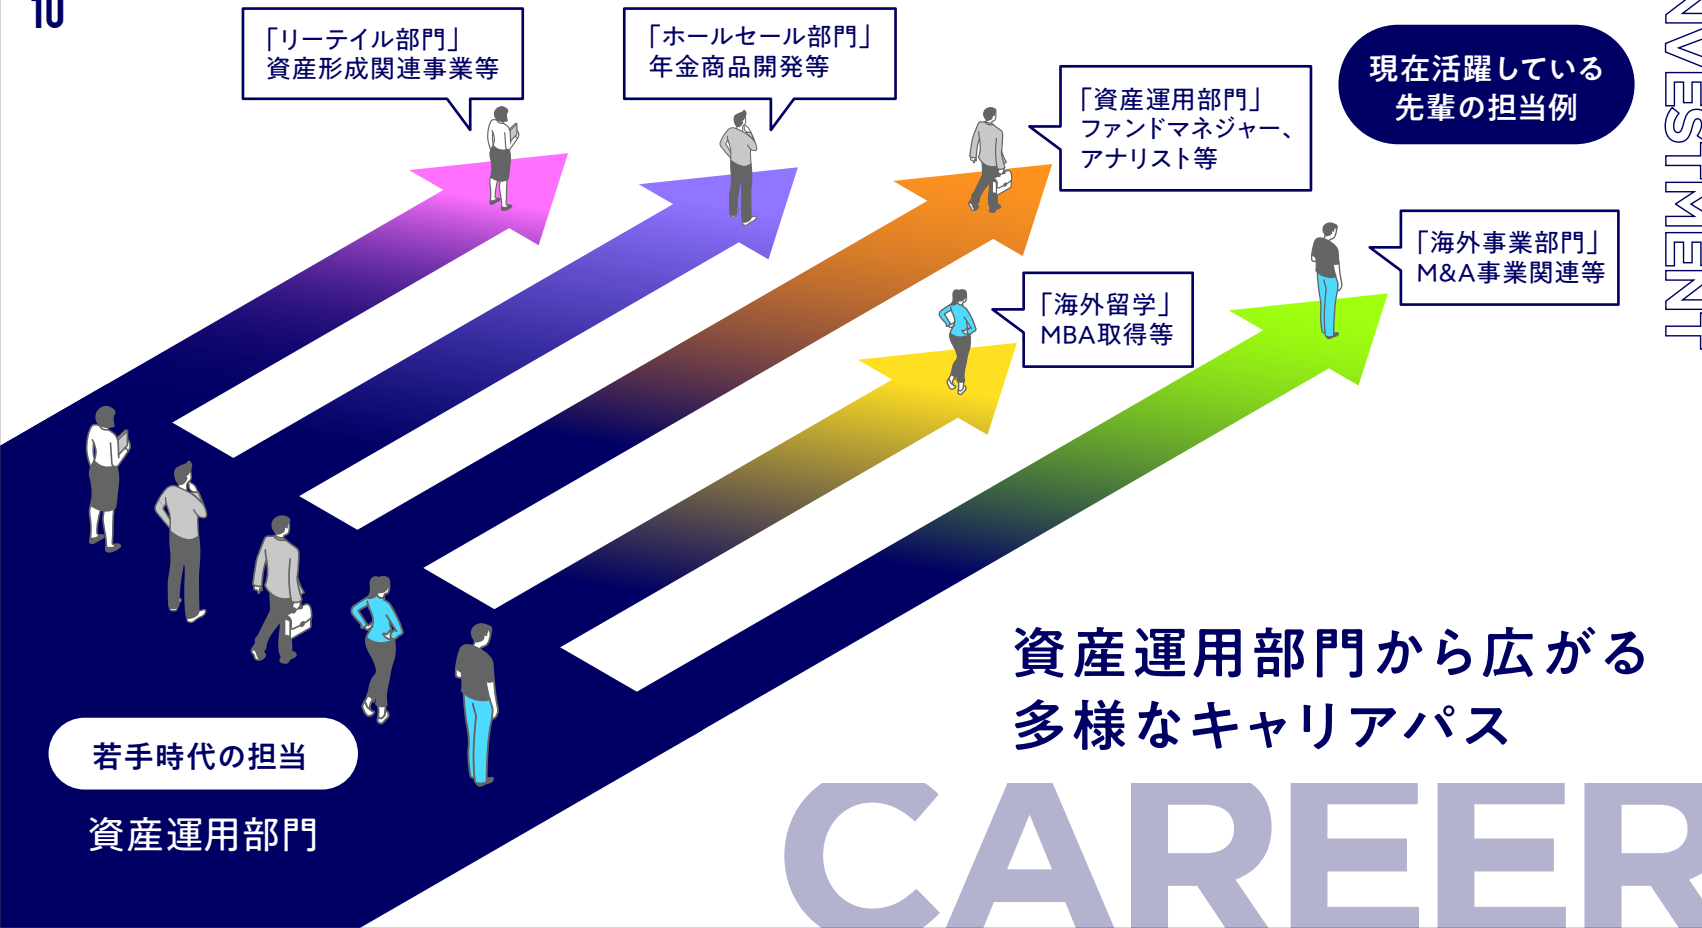 10
「リーテイル部門」
資産形成関連事業等
「ホールセール部門」
年金商品開発等
「資産運用部門」
ファンドマネジャー、
アナリスト等
現在活躍している
先輩の担当例
「海外事業部門」
M&A事業関連等
「海外留学」
MBA取得等
資産運用部門から広がる
多様なキャリアパス
若手時代の担当
資産運用部門
CAREER
NVESTMENT